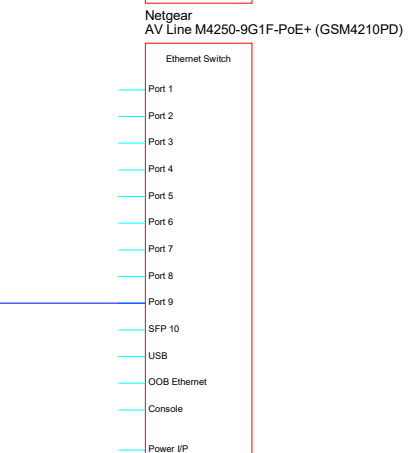 Netgear
AV Line M4250-9G1F-PoE+ (GSM4210PD)
Ethernet Switch
Port 1
Port 2
Port 3
Port 4
Port 5
Port 6
Port 7
Port 8
Port 9
SFP 10
USB
OOB Ethernet
Console
Power I/P